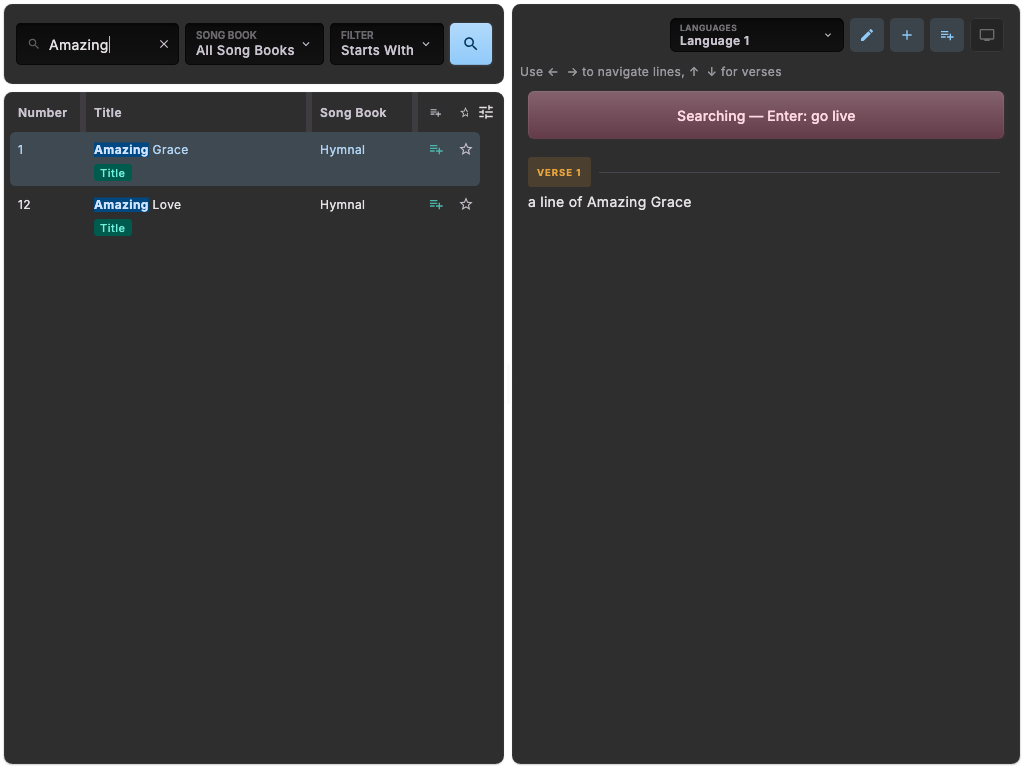 Amazing
SONG BOOK
All Song Books
FILTER
Starts With
Number Title Song Book
1 Amazing Grace Hymnal
Title
12 Amazing Love Hymnal
Title
LANGUAGES
Language 1
Use ← → to navigate lines, ↑ ↓ for verses
Searching — Enter: go live
VERSE 1
a line of Amazing Grace